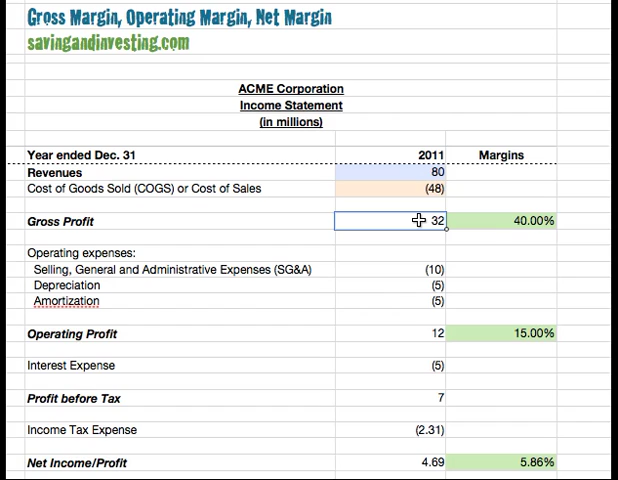 Gross Margin, Operating Margin, Net Margin
savingandinvesting.com
ACME Corporation
Income Statement
(in millions)
Year ended Dec. 31 2011 Margins
Revenues 80
Cost of Goods Sold (COGS) or Cost of Sales (48)
Gross Profit 32 40.00%
Operating expenses:
Selling, General and Administrative Expenses (SG&A) (10)
Depreciation (5)
Amortization (5)
Operating Profit 12 15.00%
Interest Expense (5)
Profit before Tax 7
Income Tax Expense (2.31)
Net Income/Profit 4.69 5.86%